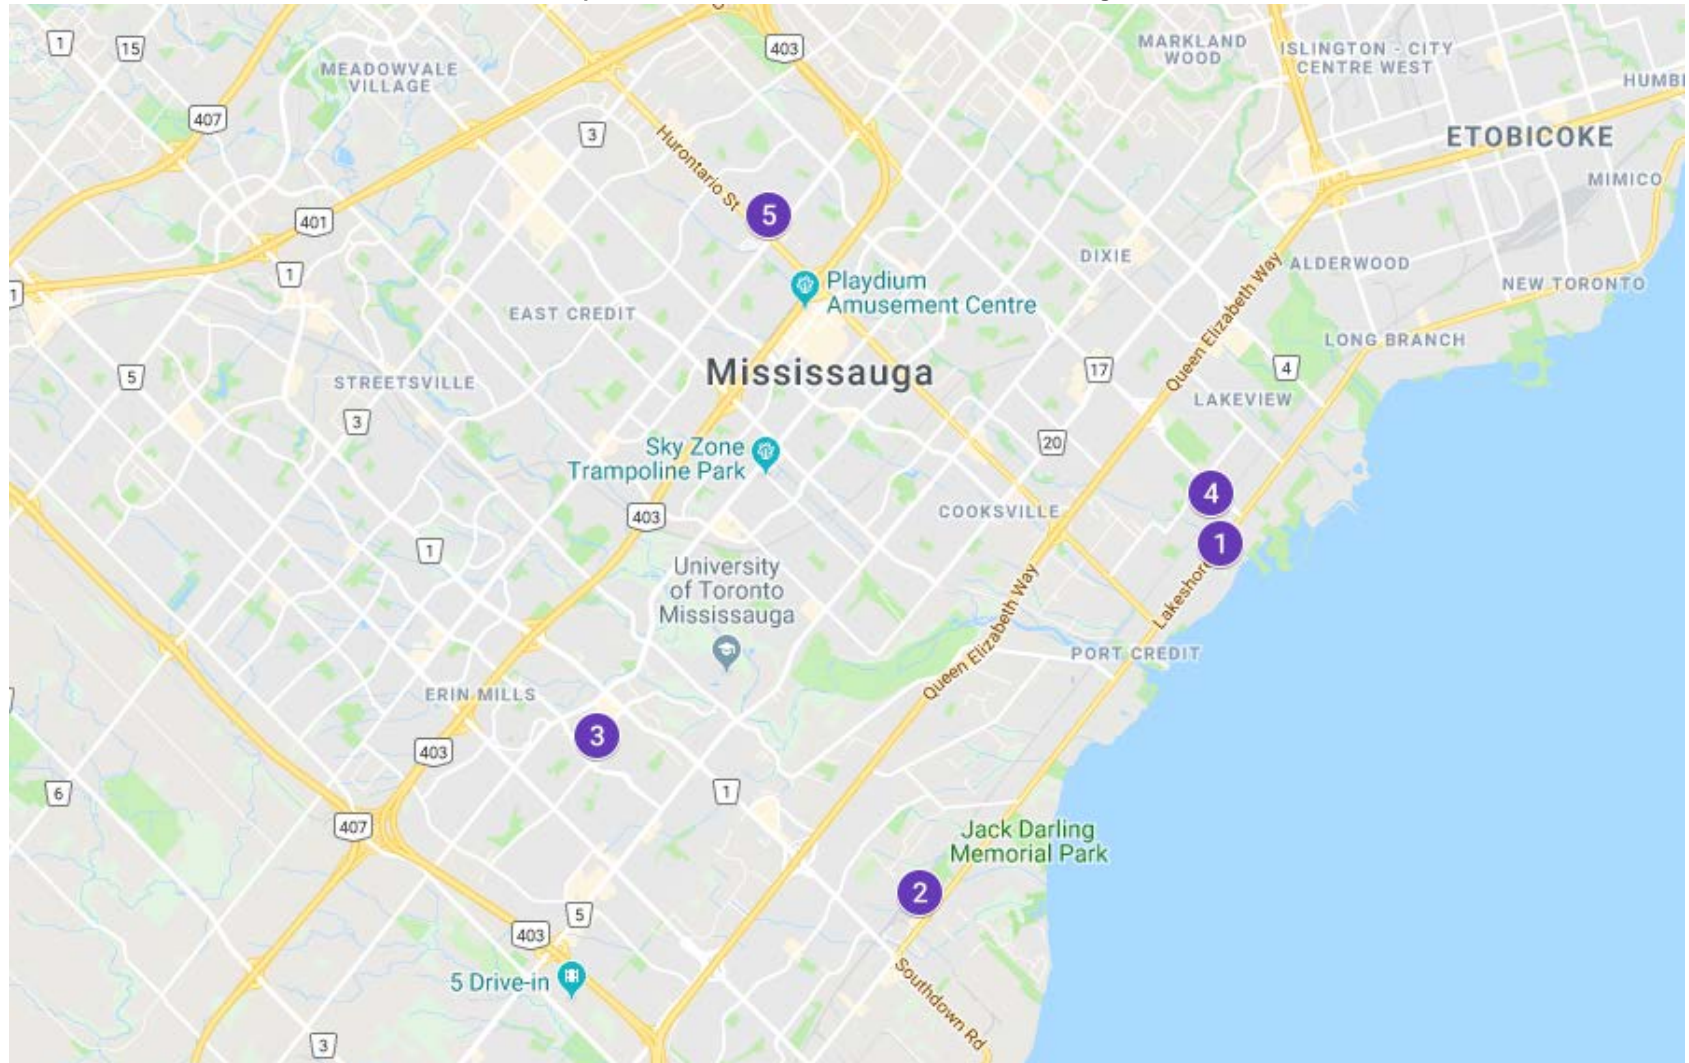 1
15
403
MARKLAND
WOOD
ISLINGTON - CITY
CENTRE WEST
MEADOWVALE
VILLAGE
HUMB
407
3
ETOBICOKE
Hurontario St
MIMICO
401
5
1
DIXIE
ALDERWOOD
Playdium
Amusement Centre
NEW TORONTO
1
EAST CREDIT
Queen Elizabeth Way
LONG BRANCH
5
STREETSVILLE
Mississauga
17
4
LAKEVIEW
3
20
Sky Zone
Trampoline Park
403
COOKSVILLE
4
1
1
University
of Toronto
Mississauga
Lakeshore
Queen Elizabeth Way
PORT CREDIT
ERIN MILLS
3
403
6
1
407
Jack Darling
Memorial Park
2
5
403
5 Drive-in
Southdown Rd
3